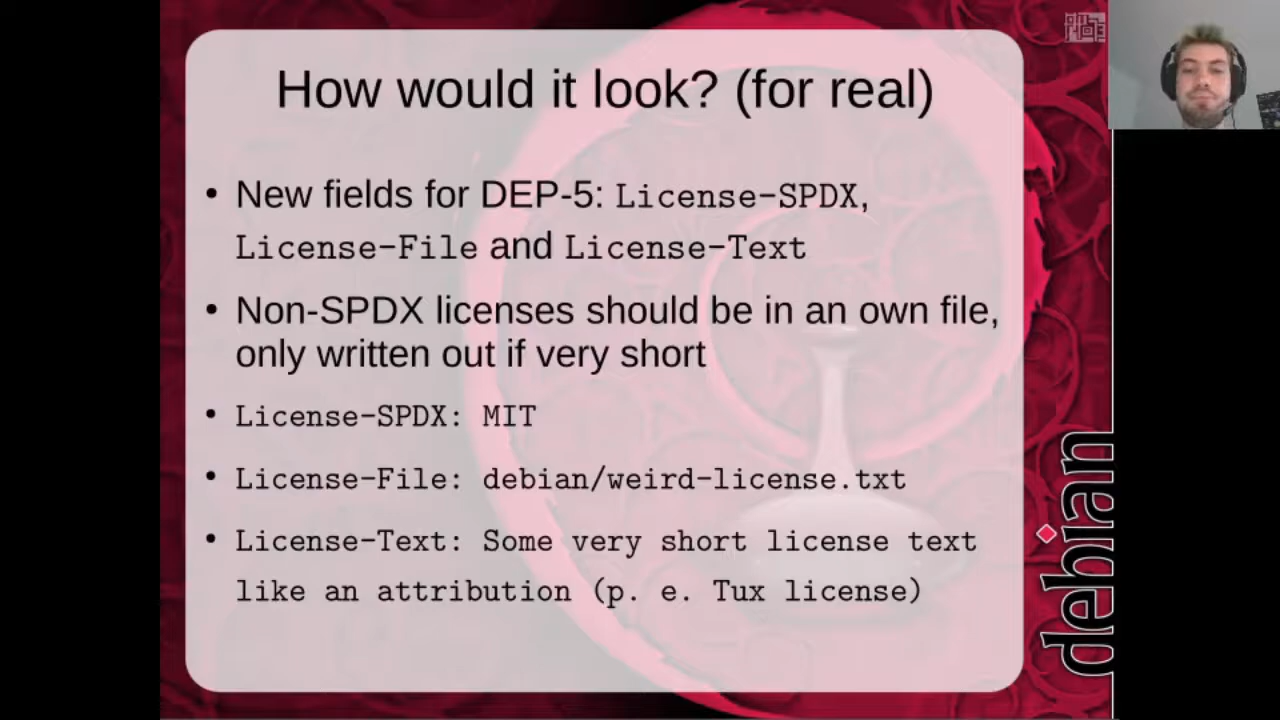 How would it look? (for real)
• New fields for DEP-5: License-SPDX,
License-File and License-Text
• Non-SPDX licenses should be in an own file,
only written out if very short
• License-SPDX: MIT
• License-File: debian/weird-license.txt
• License-Text: Some very short license text
like an attribution (p. e. Tux license)
debian